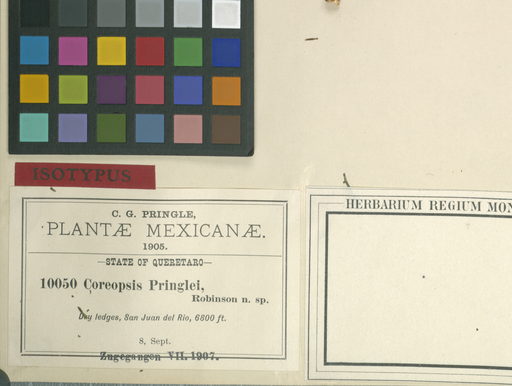 ISOTYPUS
C. G. PRINGLE,
PLANTÆ MEXICANÆ.
1905.
—STATE OF QUERETARO—
10050 Coreopsis Pringlei,
Robinson n. sp.
Dry ledges, San Juan del Rio, 6800 ft.
8, Sept.
Zugegangen VII. 1907.
HERBARIUM REGIUM MON